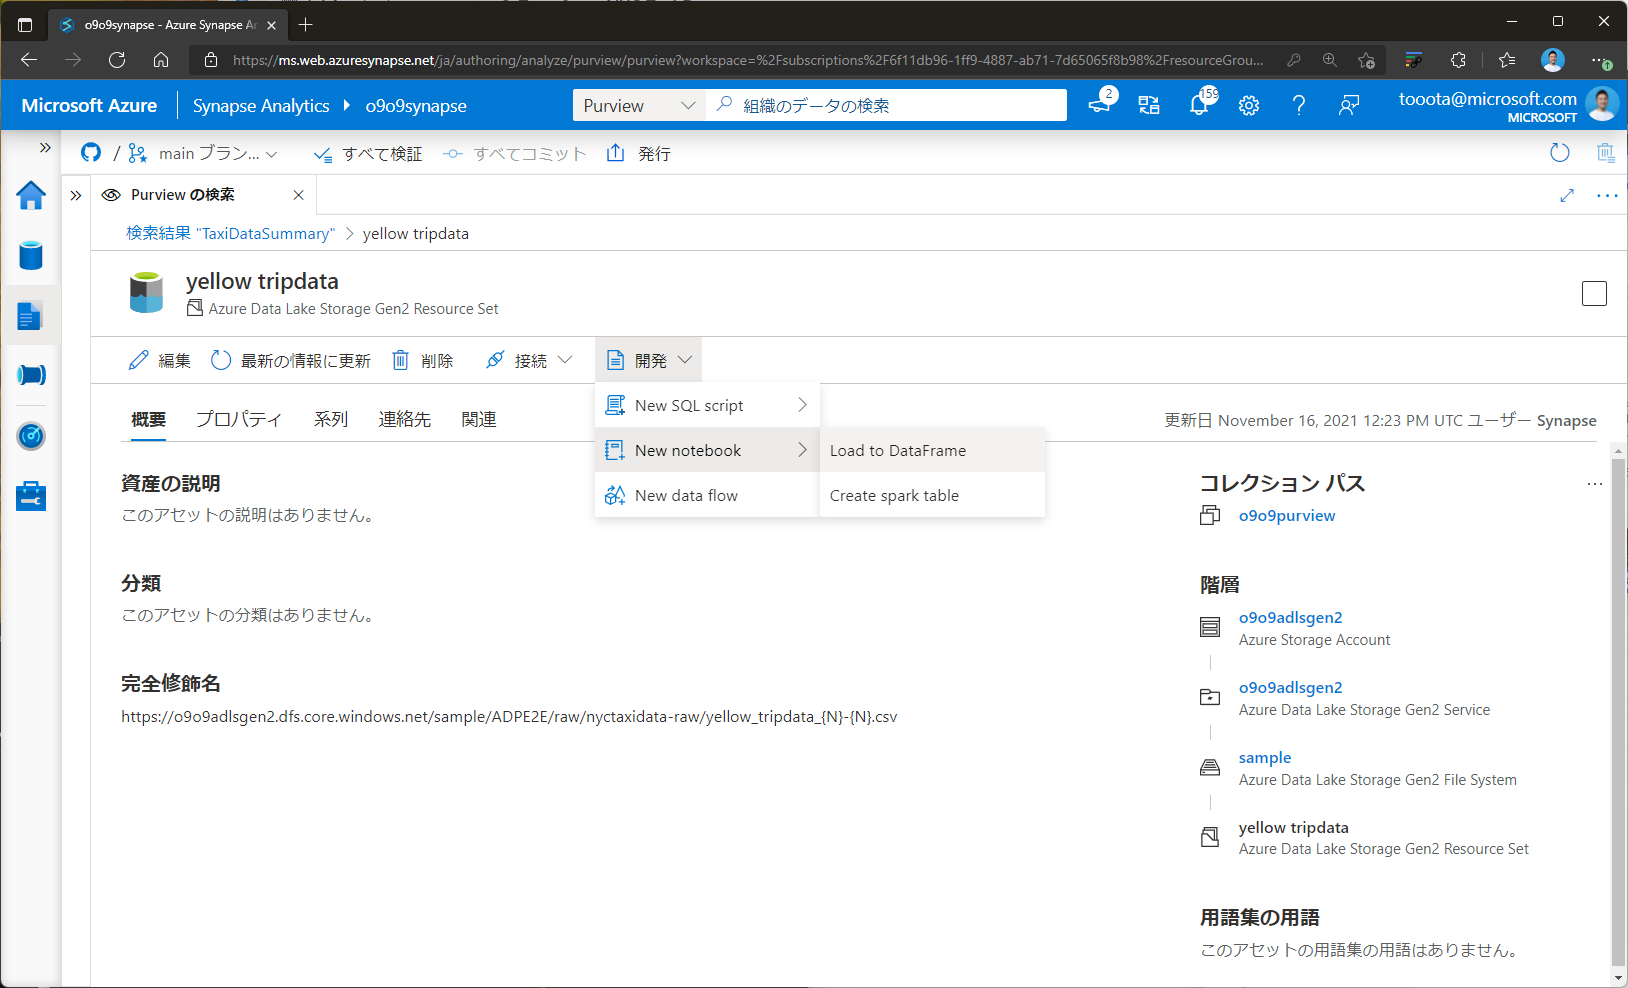 o9o9synapse - Azure Synapse An
https://ms.web.azuresynapse.net/ja/authoring/analyze/purview/purview?workspace=%2Fsubscriptions%2F6f11db96-1ff9-4887-ab71-7d65065f8b98%2FresourceGrou...
Microsoft Azure
Synapse Analytics
o9o9synapse
Purview
組織のデータの検索
2
159
tooota@microsoft.com
MICROSOFT
/
main ブラン...
すべて検証
すべてコミット
発行
Purview の検索
検索結果 "TaxiDataSummary"
yellow tripdata
yellow tripdata
Azure Data Lake Storage Gen2 Resource Set
編集
最新の情報に更新
削除
接続
開発
New SQL script
New notebook
New data flow
Load to DataFrame
Create spark table
概要
プロパティ
系列
連絡先
関連
更新日 November 16, 2021 12:23 PM UTC ユーザー Synapse
資産の説明
このアセットの説明はありません。
分類
このアセットの分類はありません。
完全修飾名
https://o9o9adlsgen2.dfs.core.windows.net/sample/ADPE2E/raw/nyctaxidata-raw/yellow_tripdata_{N}-{N}.csv
コレクション パス
o9o9purview
階層
o9o9adlsgen2
Azure Storage Account
o9o9adlsgen2
Azure Data Lake Storage Gen2 Service
sample
Azure Data Lake Storage Gen2 File System
yellow tripdata
Azure Data Lake Storage Gen2 Resource Set
用語集の用語
このアセットの用語集の用語はありません。